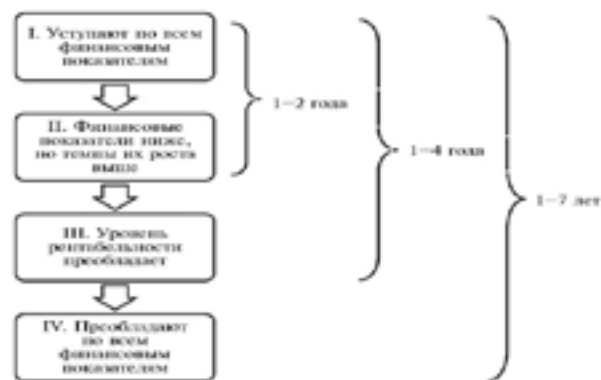 I. Уступают по всем
финансовым
показателям
1–2 года
II. Финансовые
показатели ниже,
но темпы их роста
выше
1–4 года
III. Уровень
рентабельности
преобладает
1–7 лет
IV. Преобладают
по всем
финансовым
показателям